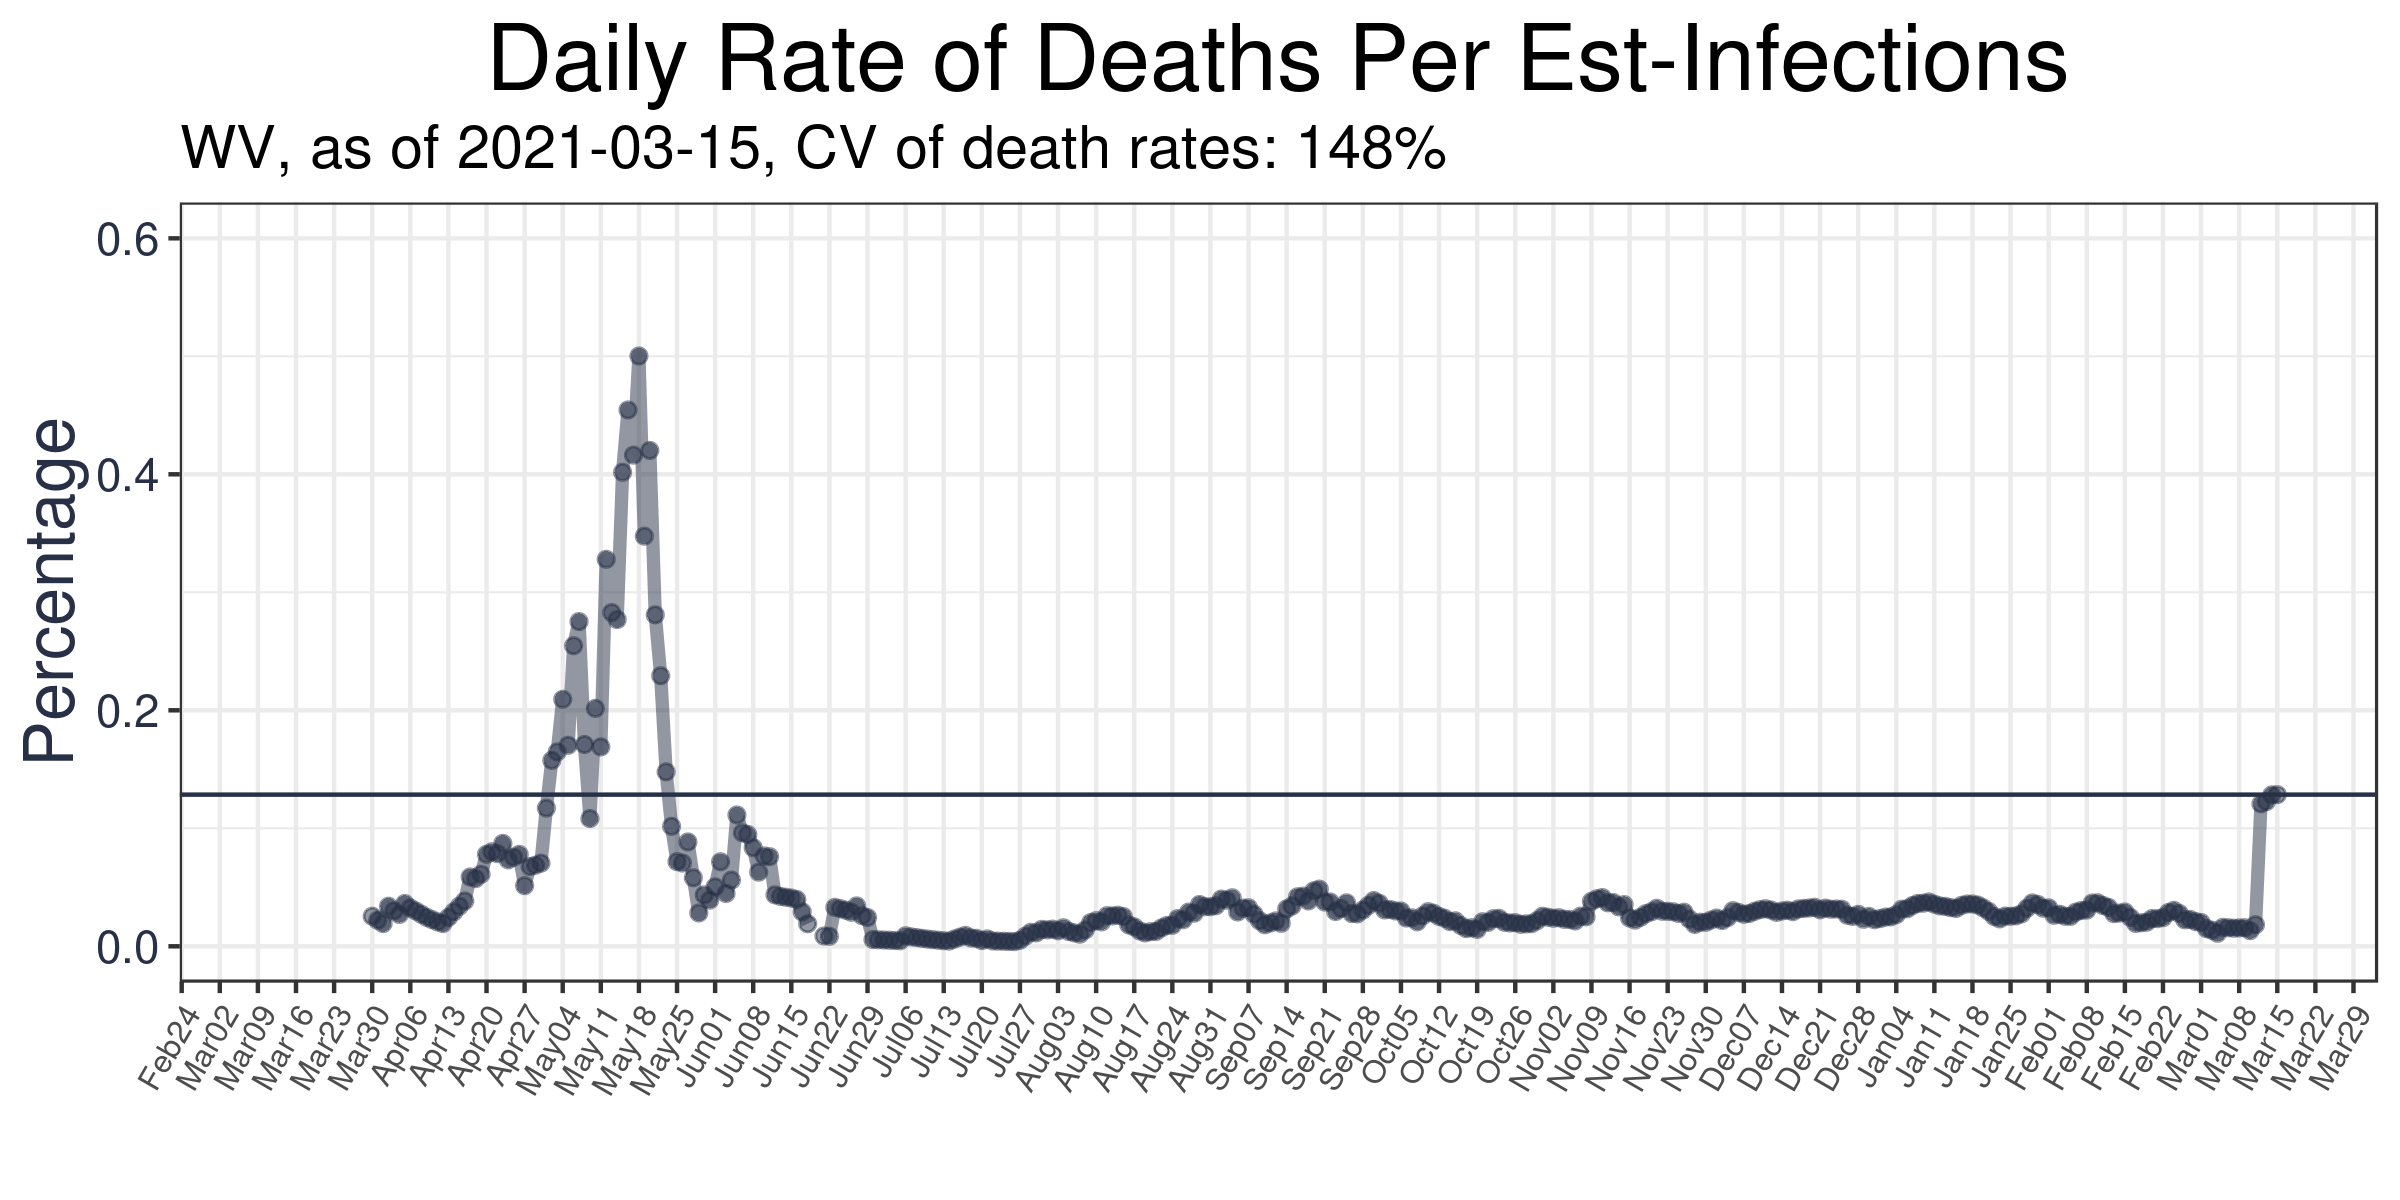 Daily Rate of Deaths Per Est-Infections
WV, as of 2021-03-15, CV of death rates: 148%
Percentage
0.6
0.4
0.2
0.0
Feb24
Mar02
Mar09
Mar16
Mar23
Mar30
Apr06
Apr13
Apr20
Apr27
May04
May11
May18
May25
Jun01
Jun08
Jun15
Jun22
Jun29
Jul06
Jul13
Jul20
Jul27
Aug03
Aug10
Aug17
Aug24
Aug31
Sep07
Sep14
Sep21
Sep28
Oct05
Oct12
Oct19
Oct26
Nov02
Nov09
Nov16
Nov23
Nov30
Dec07
Dec14
Dec21
Dec28
Jan04
Jan11
Jan18
Jan25
Feb01
Feb08
Feb15
Feb22
Mar01
Mar08
Mar15
Mar22
Mar29